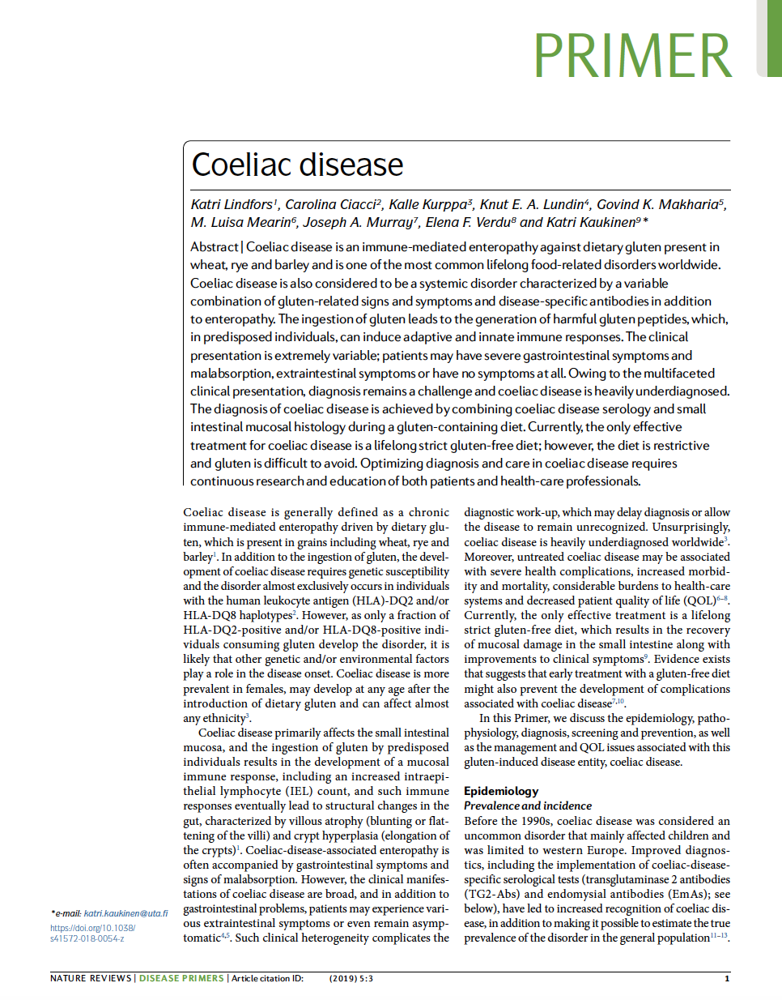 PRIMER
Coeliac disease
Katri Lindfors1, Carolina Ciacci2, Kalle Kurppa3, Knut E. A. Lundin4, Govind K. Makharia5,
M. Luisa Mearin6, Joseph A. Murray7, Elena F. Verdu8 and Katri Kaukinen9*
Abstract | Coeliac disease is an immune-mediated enteropathy against dietary gluten present in
wheat, rye and barley and is one of the most common lifelong food-related disorders worldwide.
Coeliac disease is also considered to be a systemic disorder characterized by a variable
combination of gluten-related signs and symptoms and disease-specific antibodies in addition
to enteropathy. The ingestion of gluten leads to the generation of harmful gluten peptides, which,
in predisposed individuals, can induce adaptive and innate immune responses. The clinical
presentation is extremely variable; patients may have severe gastrointestinal symptoms and
malabsorption, extraintestinal symptoms or have no symptoms at all. Owing to the multifaceted
clinical presentation, diagnosis remains a challenge and coeliac disease is heavily underdiagnosed.
The diagnosis of coeliac disease is achieved by combining coeliac disease serology and small
intestinal mucosal histology during a gluten-containing diet. Currently, the only effective
treatment for coeliac disease is a lifelong strict gluten-free diet; however, the diet is restrictive
and gluten is difficult to avoid. Optimizing diagnosis and care in coeliac disease requires
continuous research and education of both patients and health-care professionals.
Coeliac disease is generally defined as a chronic
immune-mediated enteropathy driven by dietary glu-
ten, which is present in grains including wheat, rye and
barley1. In addition to the ingestion of gluten, the devel-
opment of coeliac disease requires genetic susceptibility
and the disorder almost exclusively occurs in individuals
with the human leukocyte antigen (HLA)-DQ2 and/or
HLA-DQ8 haplotypes2. However, as only a fraction of
HLA-DQ2-positive and/or HLA-DQ8-positive indi-
viduals consuming gluten develop the disorder, it is
likely that other genetic and/or environmental factors
play a role in the disease onset. Coeliac disease is more
prevalent in females, may develop at any age after the
introduction of dietary gluten and can affect almost
any ethnicity3.
Coeliac disease primarily affects the small intestinal
mucosa, and the ingestion of gluten by predisposed
individuals results in the development of a mucosal
immune response, including an increased intraepi-
thelial lymphocyte (IEL) count, and such immune
responses eventually lead to structural changes in the
gut, characterized by villous atrophy (blunting or flat-
tening of the villi) and crypt hyperplasia (elongation of
the crypts)1. Coeliac-disease-associated enteropathy is
often accompanied by gastrointestinal symptoms and
signs of malabsorption. However, the clinical manifes-
tations of coeliac disease are broad, and in addition to
gastrointestinal problems, patients may experience vari-
ous extraintestinal symptoms or even remain asymp-
tomatic4,5. Such clinical heterogeneity complicates the
diagnostic work-up, which may delay diagnosis or allow
the disease to remain unrecognized. Unsurprisingly,
coeliac disease is heavily underdiagnosed worldwide3.
Moreover, untreated coeliac disease may be associated
with severe health complications, increased morbid-
ity and mortality, considerable burdens to health-care
systems and decreased patient quality of life (QOL)6–8.
Currently, the only effective treatment is a lifelong
strict gluten-free diet, which results in the recovery
of mucosal damage in the small intestine along with
improvements to clinical symptoms9. Evidence exists
that suggests that early treatment with a gluten-free diet
might also prevent the development of complications
associated with coeliac disease7,10.
In this Primer, we discuss the epidemiology, patho-
physiology, diagnosis, screening and prevention, as well
as the management and QOL issues associated with this
gluten-induced disease entity, coeliac disease.
Epidemiology
Prevalence and incidence
Before the 1990s, coeliac disease was considered an
uncommon disorder that mainly affected children and
was limited to western Europe. Improved diagnos-
tics, including the implementation of coeliac-disease-
specific serological tests (transglutaminase 2 antibodies
(TG2-Abs) and endomysial antibodies (EmAs); see
below), have led to increased recognition of coeliac dis-
ease, in addition to making it possible to estimate the true
prevalence of the disorder in the general population11–13.
*e-mail: katri.kaukinen@uta.fi
https://doi.org/10.1038/
s41572-018-0054-z
NATURE REVIEWS | DISEASE PRIMERS | Article citation ID: (2019) 5:3
1